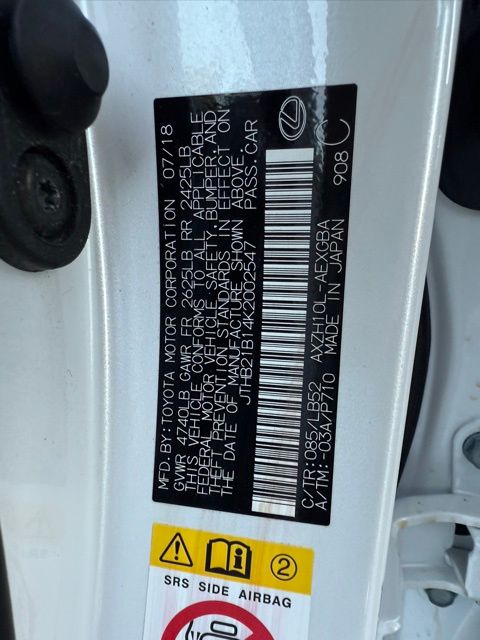 MFD.BY:TOYOTA MOTOR CORPORATION 07/18
GVWR 4740LB GAWR FR 2625LB RR 2425LB
THIS VEHICLE CONFORMS TO ALL APPLICABLE
FEDERAL MOTOR VEHICLE SAFETY,BUMPER,AND
THEFT PREVENTION STANDARDS IN EFFECT ON
THE DATE OF MANUFACTURE SHOWN ABOVE.
JTHB31B14K2002547 PASS.CAR
C/TR:085/LB52 AXZH10L-AEXGBA
A/TM:-03A/P710 MADE IN JAPAN 908 C
2
SRS SIDE AIRBAG